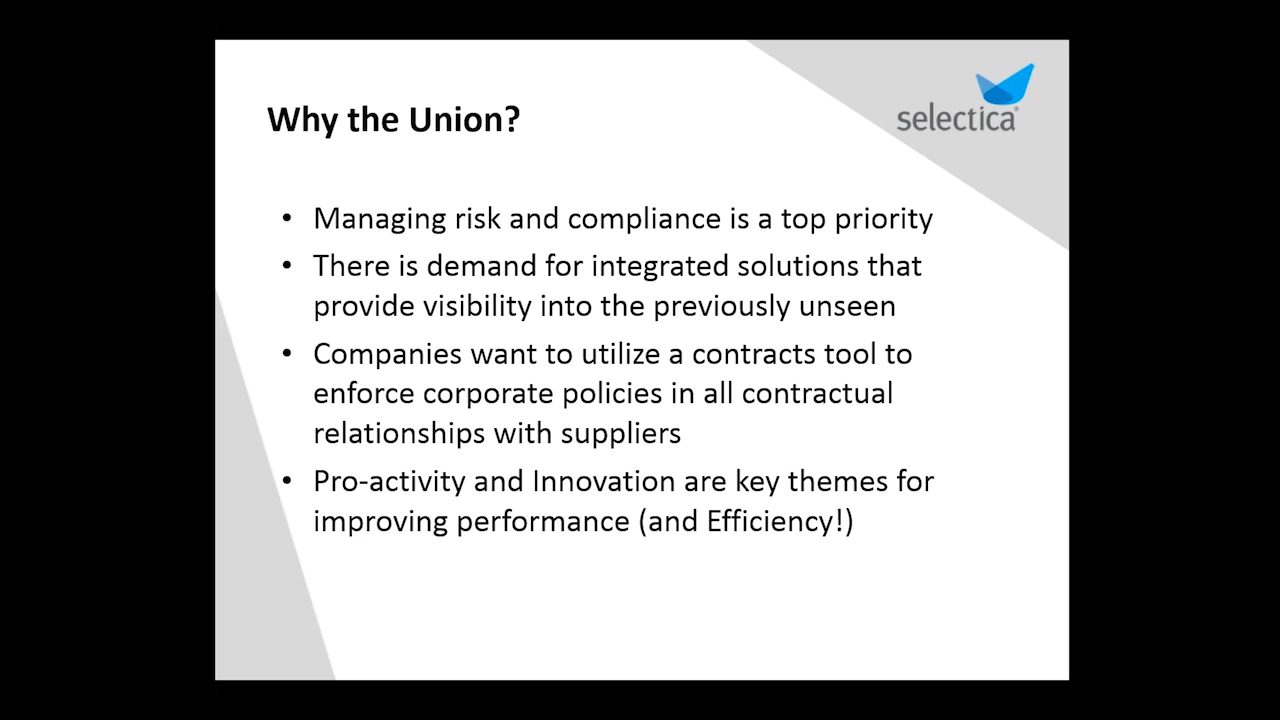 selectica
Why the Union?
• Managing risk and compliance is a top priority
• There is demand for integrated solutions that
provide visibility into the previously unseen
• Companies want to utilize a contracts tool to
enforce corporate policies in all contractual
relationships with suppliers
• Pro-activity and Innovation are key themes for
improving performance (and Efficiency!)